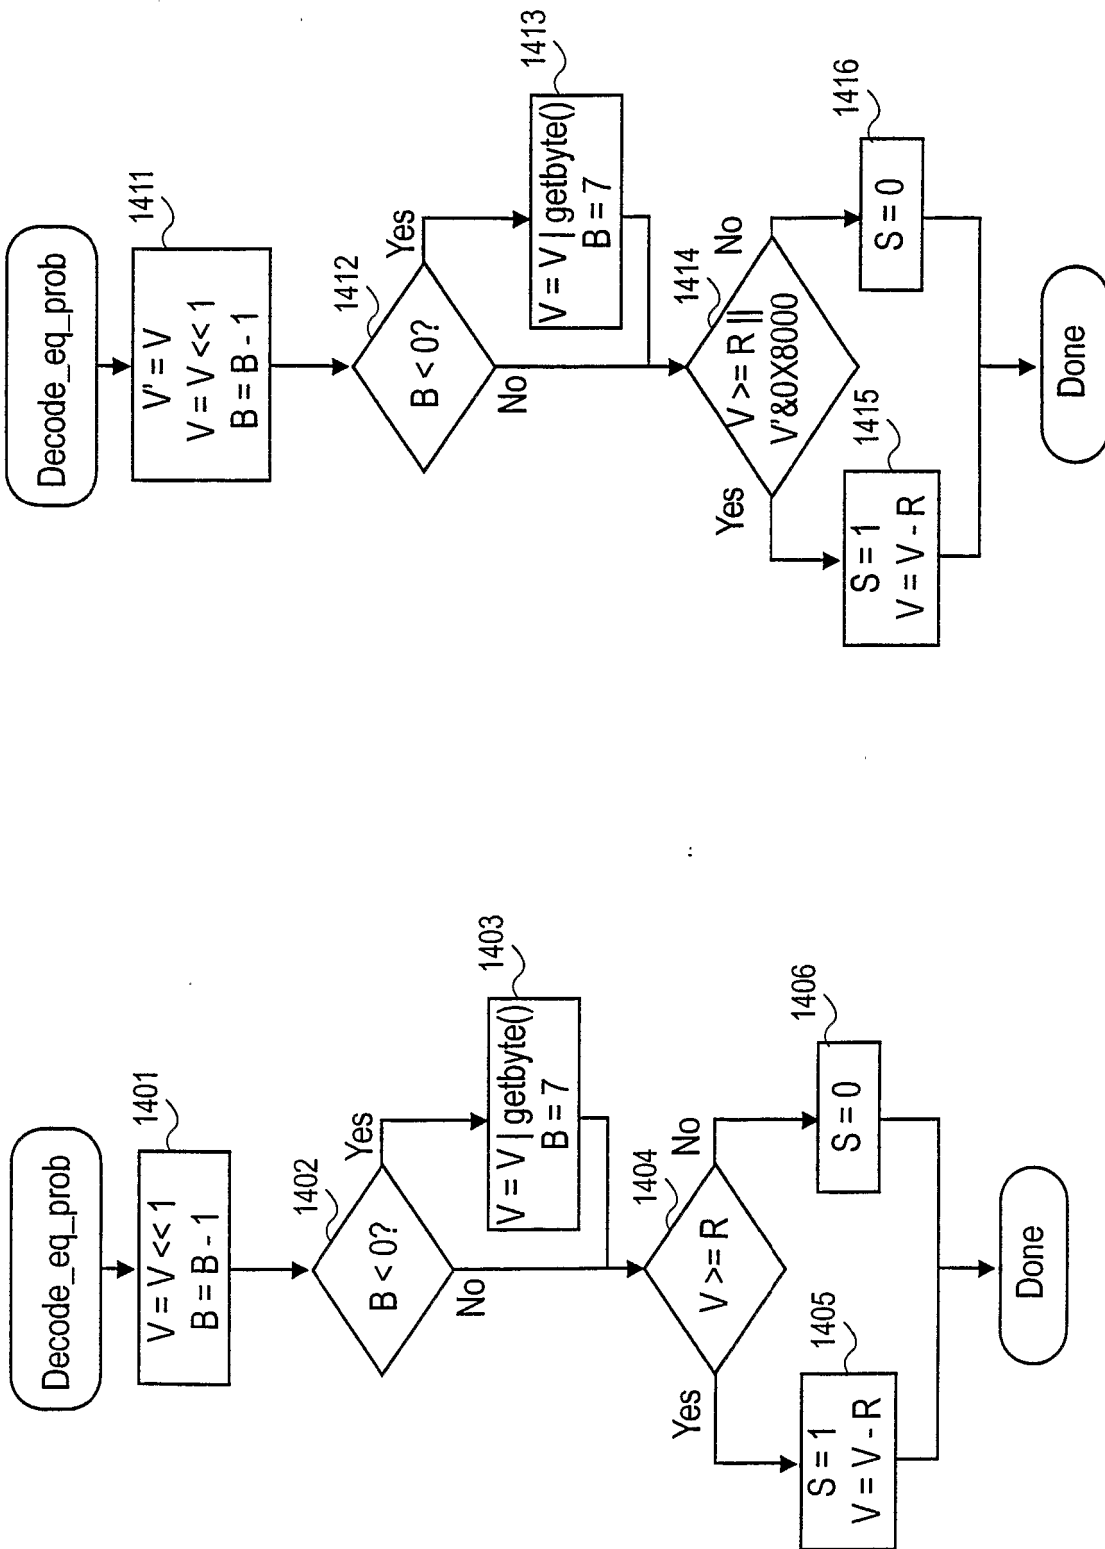 Decode_eq_prob
1401
V = V << 1
B = B - 1
1402
B < 0?
Yes
No
1403
V = V | getbyte()
B = 7
1404
V >= R
Yes
No
1405
S = 1
V = V - R
1406
S = 0
Done
Decode_eq_prob
1411
V' = V
V = V << 1
B = B - 1
1412
B < 0?
Yes
No
1413
V = V | getbyte()
B = 7
1414
V >= R ||
V'&0X8000
Yes
No
1415
S = 1
V = V - R
1416
S = 0
Done